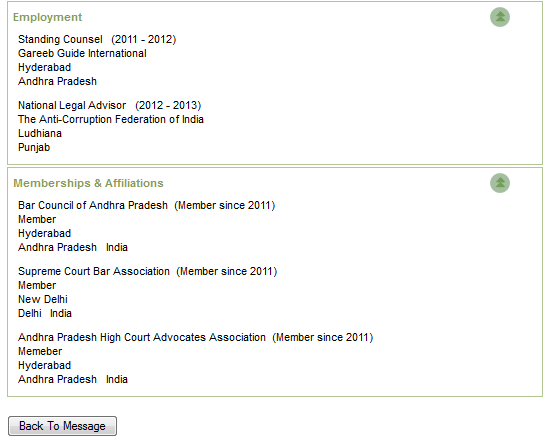 Employment
Standing Counsel (2011 - 2012)
Gareeb Guide International
Hyderabad
Andhra Pradesh
National Legal Advisor (2012 - 2013)
The Anti-Corruption Federation of India
Ludhiana
Punjab
Memberships & Affiliations
Bar Council of Andhra Pradesh (Member since 2011)
Member
Hyderabad
Andhra Pradesh India
Supreme Court Bar Association (Member since 2011)
Member
New Delhi
Delhi India
Andhra Pradesh High Court Advocates Association (Member since 2011)
Memeber
Hyderabad
Andhra Pradesh India
Back To Message